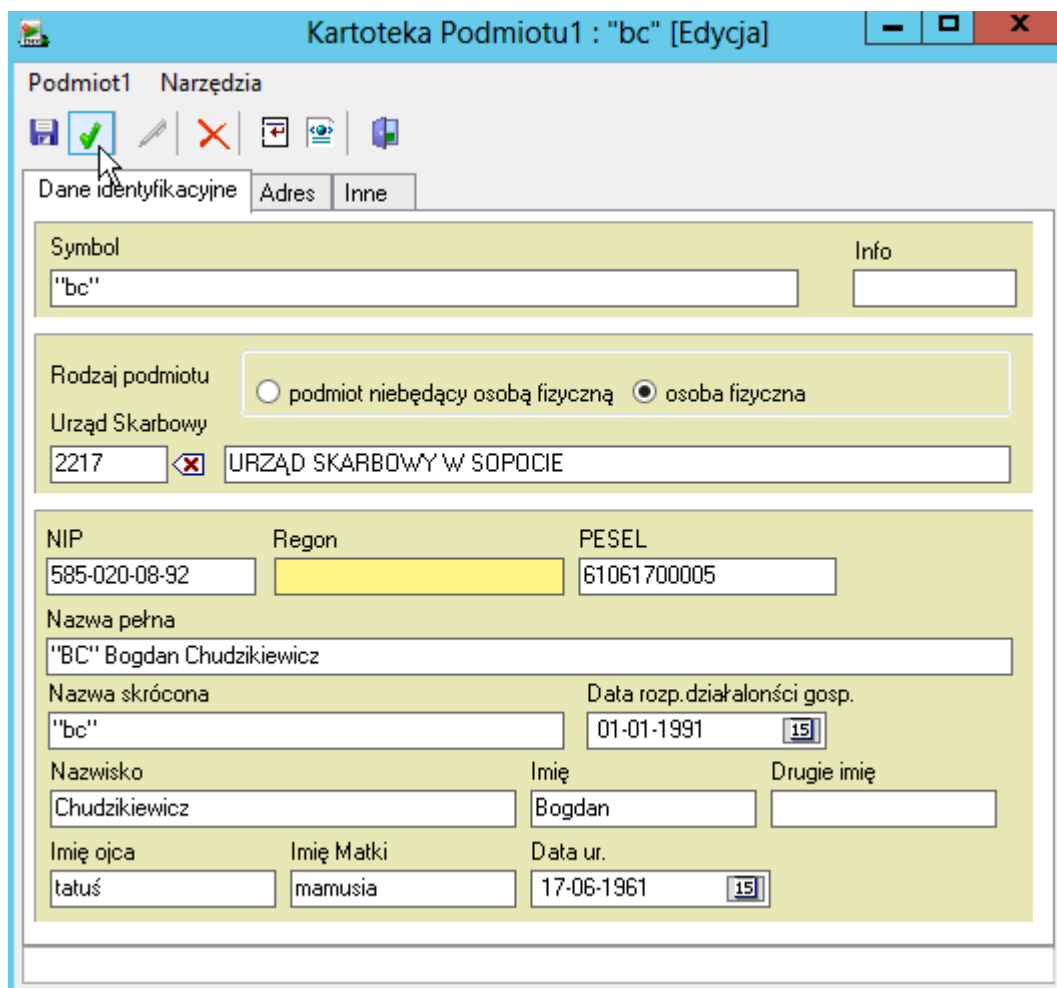 Kartoteka Podmiotu1 : "bc" [Edycja]
Podmiot1 Narzędzia
Dane identyfikacyjne Adres Inne
Symbol Info
"bc"
Rodzaj podmiotu
podmiot niebędący osobą fizyczną osoba fizyczna
Urząd Skarbowy
2217 URZĄD SKARBOWY W SOPOCIE
NIP Regon PESEL
585-020-08-92 61061700005
Nazwa pełna
"BC" Bogdan Chudzikiewicz
Nazwa skrócona Data rozp.działalonści gosp.
"bc" 01-01-1991 15
Nazwisko Imię Drugie imię
Chudzikiewicz Bogdan
Imię ojca Imię Matki Data ur.
tatuś mamusia 17-06-1961 15